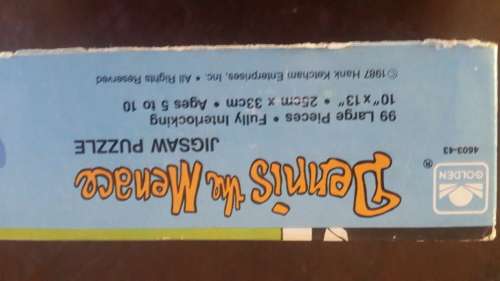 GOLDEN
4603-43
Dennis the Menace®
JIGSAW PUZZLE
99 Large Pieces • Fully Interlocking
10" x 13" • 25cm x 33cm • Ages 5 to 10
©1987 Hank Ketcham Enterprises, Inc. • All Rights Reserved